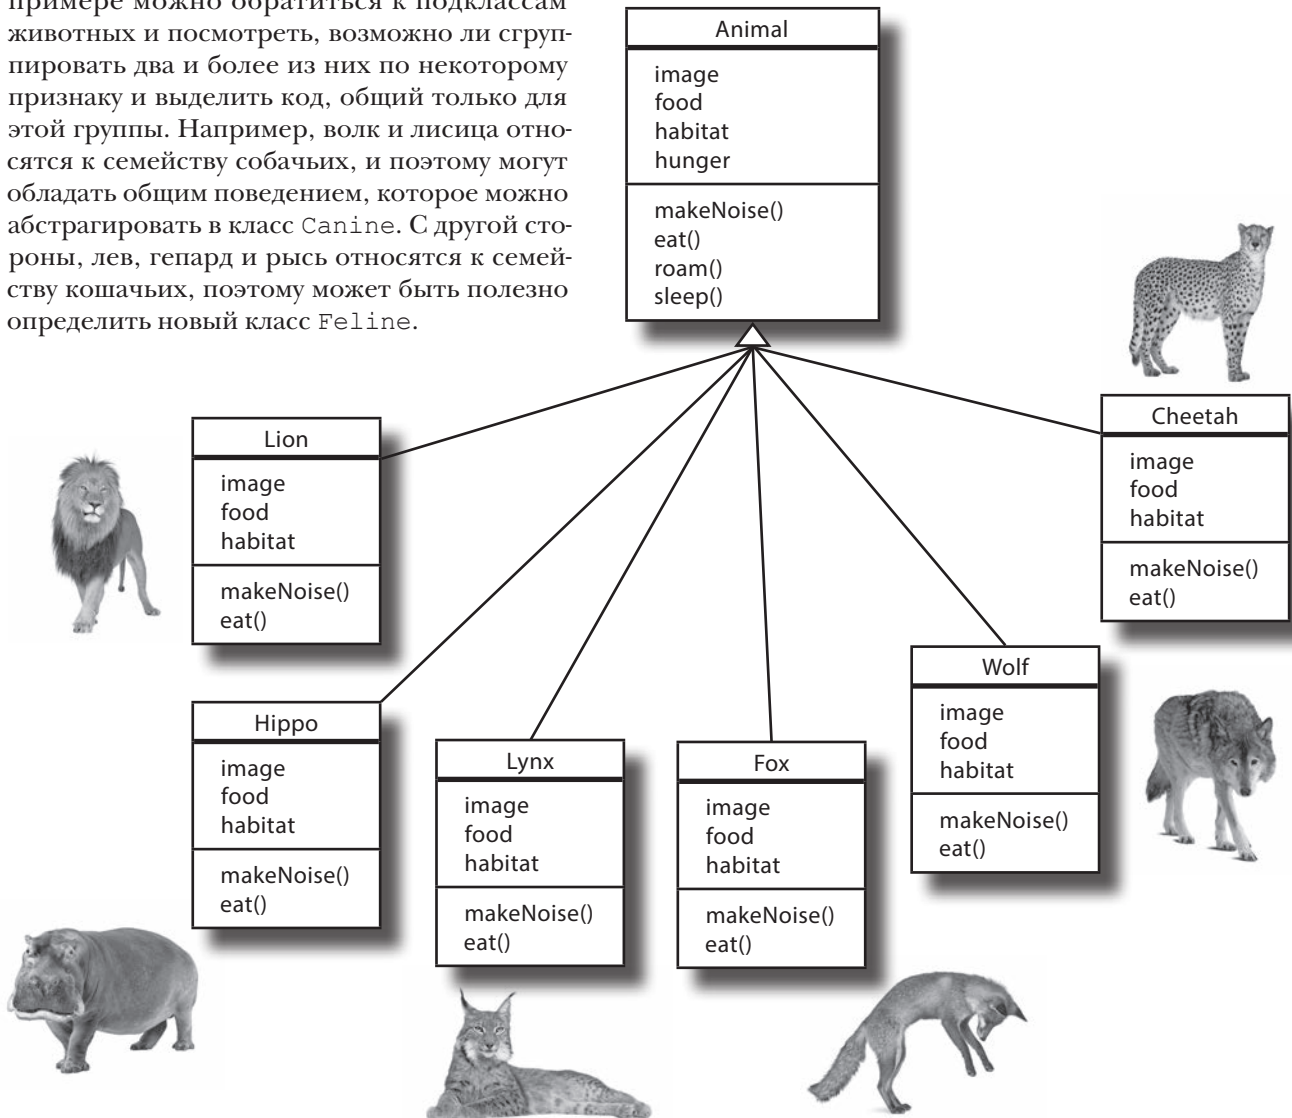 примере можно обратиться к подклассам
животных и посмотреть, возможно ли сгруп-
пировать два и более из них по некоторому
признаку и выделить код, общий только для
этой группы. Например, волк и лисица отно-
сятся к семейству собачьих, и поэтому могут
обладать общим поведением, которое можно
абстрагировать в класс Canine. С другой сто-
роны, лев, гепард и рысь относятся к семей-
ству кошачьих, поэтому может быть полезно
определить новый класс Feline.
Animal
image
food
habitat
hunger
makeNoise()
eat()
roam()
sleep()
Lion
image
food
habitat
makeNoise()
eat()
Cheetah
image
food
habitat
makeNoise()
eat()
Hippo
image
food
habitat
makeNoise()
eat()
Lynx
image
food
habitat
makeNoise()
eat()
Fox
image
food
habitat
makeNoise()
eat()
Wolf
image
food
habitat
makeNoise()
eat()